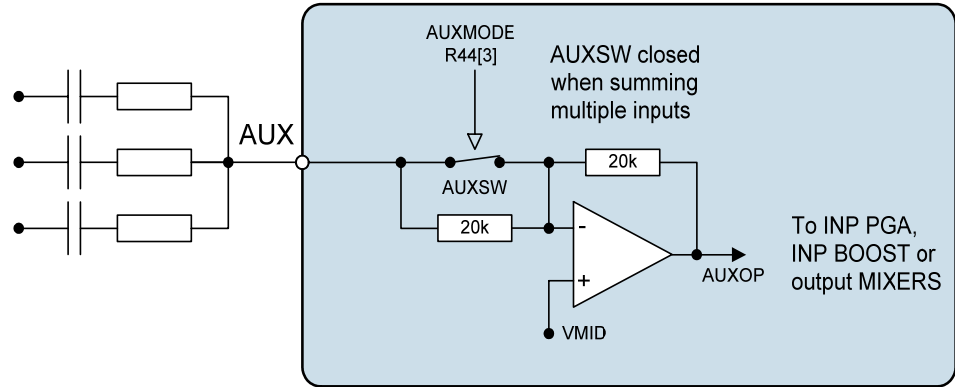 AUXMODE
R44[3]
AUXSW closed
when summing
multiple inputs
AUX
20k
AUXSW
20k
-
+
AUXOP
VMID
To INP PGA,
INP BOOST or
output MIXERS